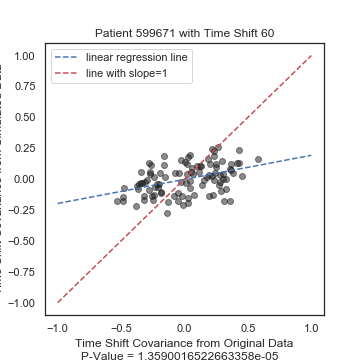 Patient 599671 with Time Shift 60
linear regression line
line with slope=1
1.00
0.75
0.50
0.25
0.00
−0.25
−0.50
−0.75
−1.00
−1.0
−0.5
0.0
0.5
1.0
Time Shift Covariance from Original Data
P-Value = 1.3590016522663358e-05